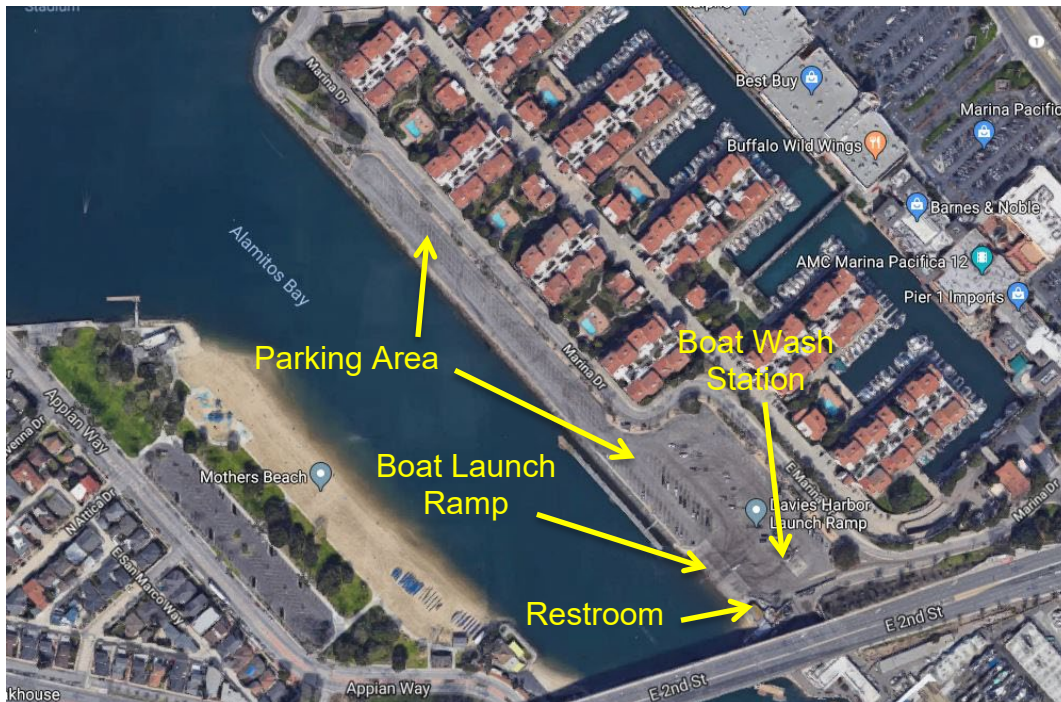 Stadium
Marina Dr
1
Best Buy
Marina Pacific
Buffalo Wild Wings
Barnes & Noble
Alamitos Bay
AMC Marina Pacifica 12
Pier 1 Imports
Parking Area
Marina Dr
Boat Wash
Station
Appian Way
Mothers Beach
Boat Launch
Ramp
E Marina
Davies Harbor
Launch Ramp
Marina Dr
N Attica Dr
E San Marco Way
Restroom
E 2nd St
E 2nd St
Appian Way